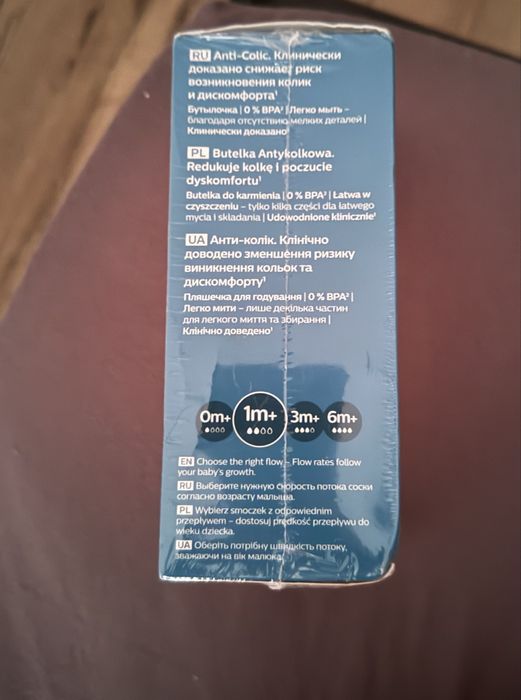 RU Anti-Colic. Клинически
доказано снижает риск
возникновения колик
и дискомфорта¹
Бутылочка | 0 % BPA² | Легко мыть –
благодаря отсутствию мелких деталей |
Клинически доказано¹
PL Butelka Antykolkowa.
Redukuje kolkę i poczucie
dyskomfortu¹
Butelka do karmienia | 0 % BPA² | Łatwa w
czyszczeniu – tylko kilka części dla łatwego
mycia i składania | Udowodnione klinicznie¹
UA Анти-колік. Клінічно
доведено зменшення ризику
виникнення кольок та
дискомфорту¹
Пляшечка для годування | 0 % BPA² |
Легко мити – лише декілька частин
для легкого миття та збирання |
Клінічно доведено¹
0m+ 1m+ 3m+ 6m+
EN Choose the right flow – Flow rates follow
your baby's growth.
RU Выберите нужную скорость потока соски
согласно возрасту малыша.
PL Wybierz smoczek z odpowiednim
przepływem – dostosuj prędkość przepływu do
wieku dziecka.
UA Оберіть потрібну швидкість потоку,
зважаючи на вік малюка.